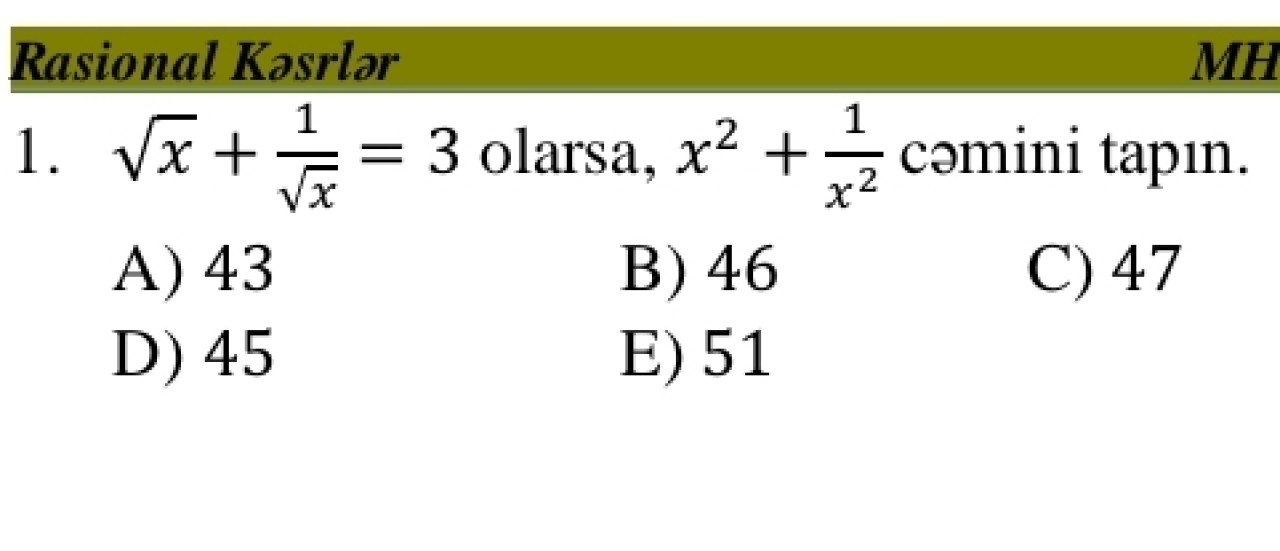 Rasional Kəsrlər MH
1. √x + 1/√x = 3 olarsa, x² + 1/x² cəmini tapın.
A) 43 B) 46 C) 47
D) 45 E) 51